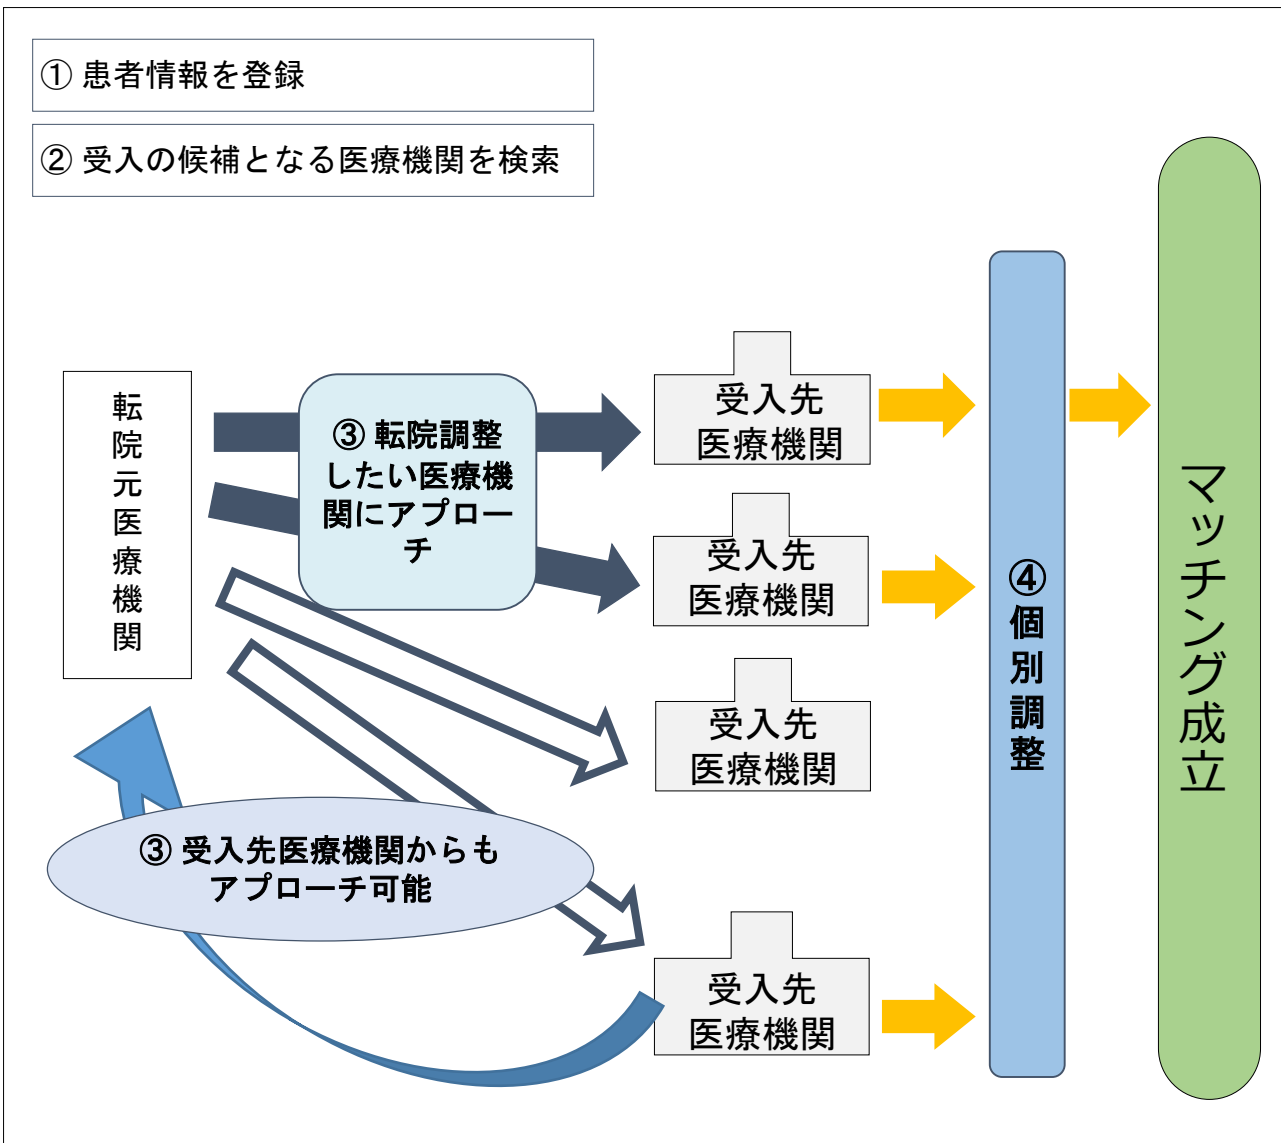 ① 患者情報を登録
② 受入の候補となる医療機関を検索
転院元医療機関
③ 転院調整
したい医療機
関にアプロー
チ
受入先
医療機関
受入先
医療機関
受入先
医療機関
③ 受入先医療機関からも
アプローチ可能
受入先
医療機関
④個別調整
マッチング成立